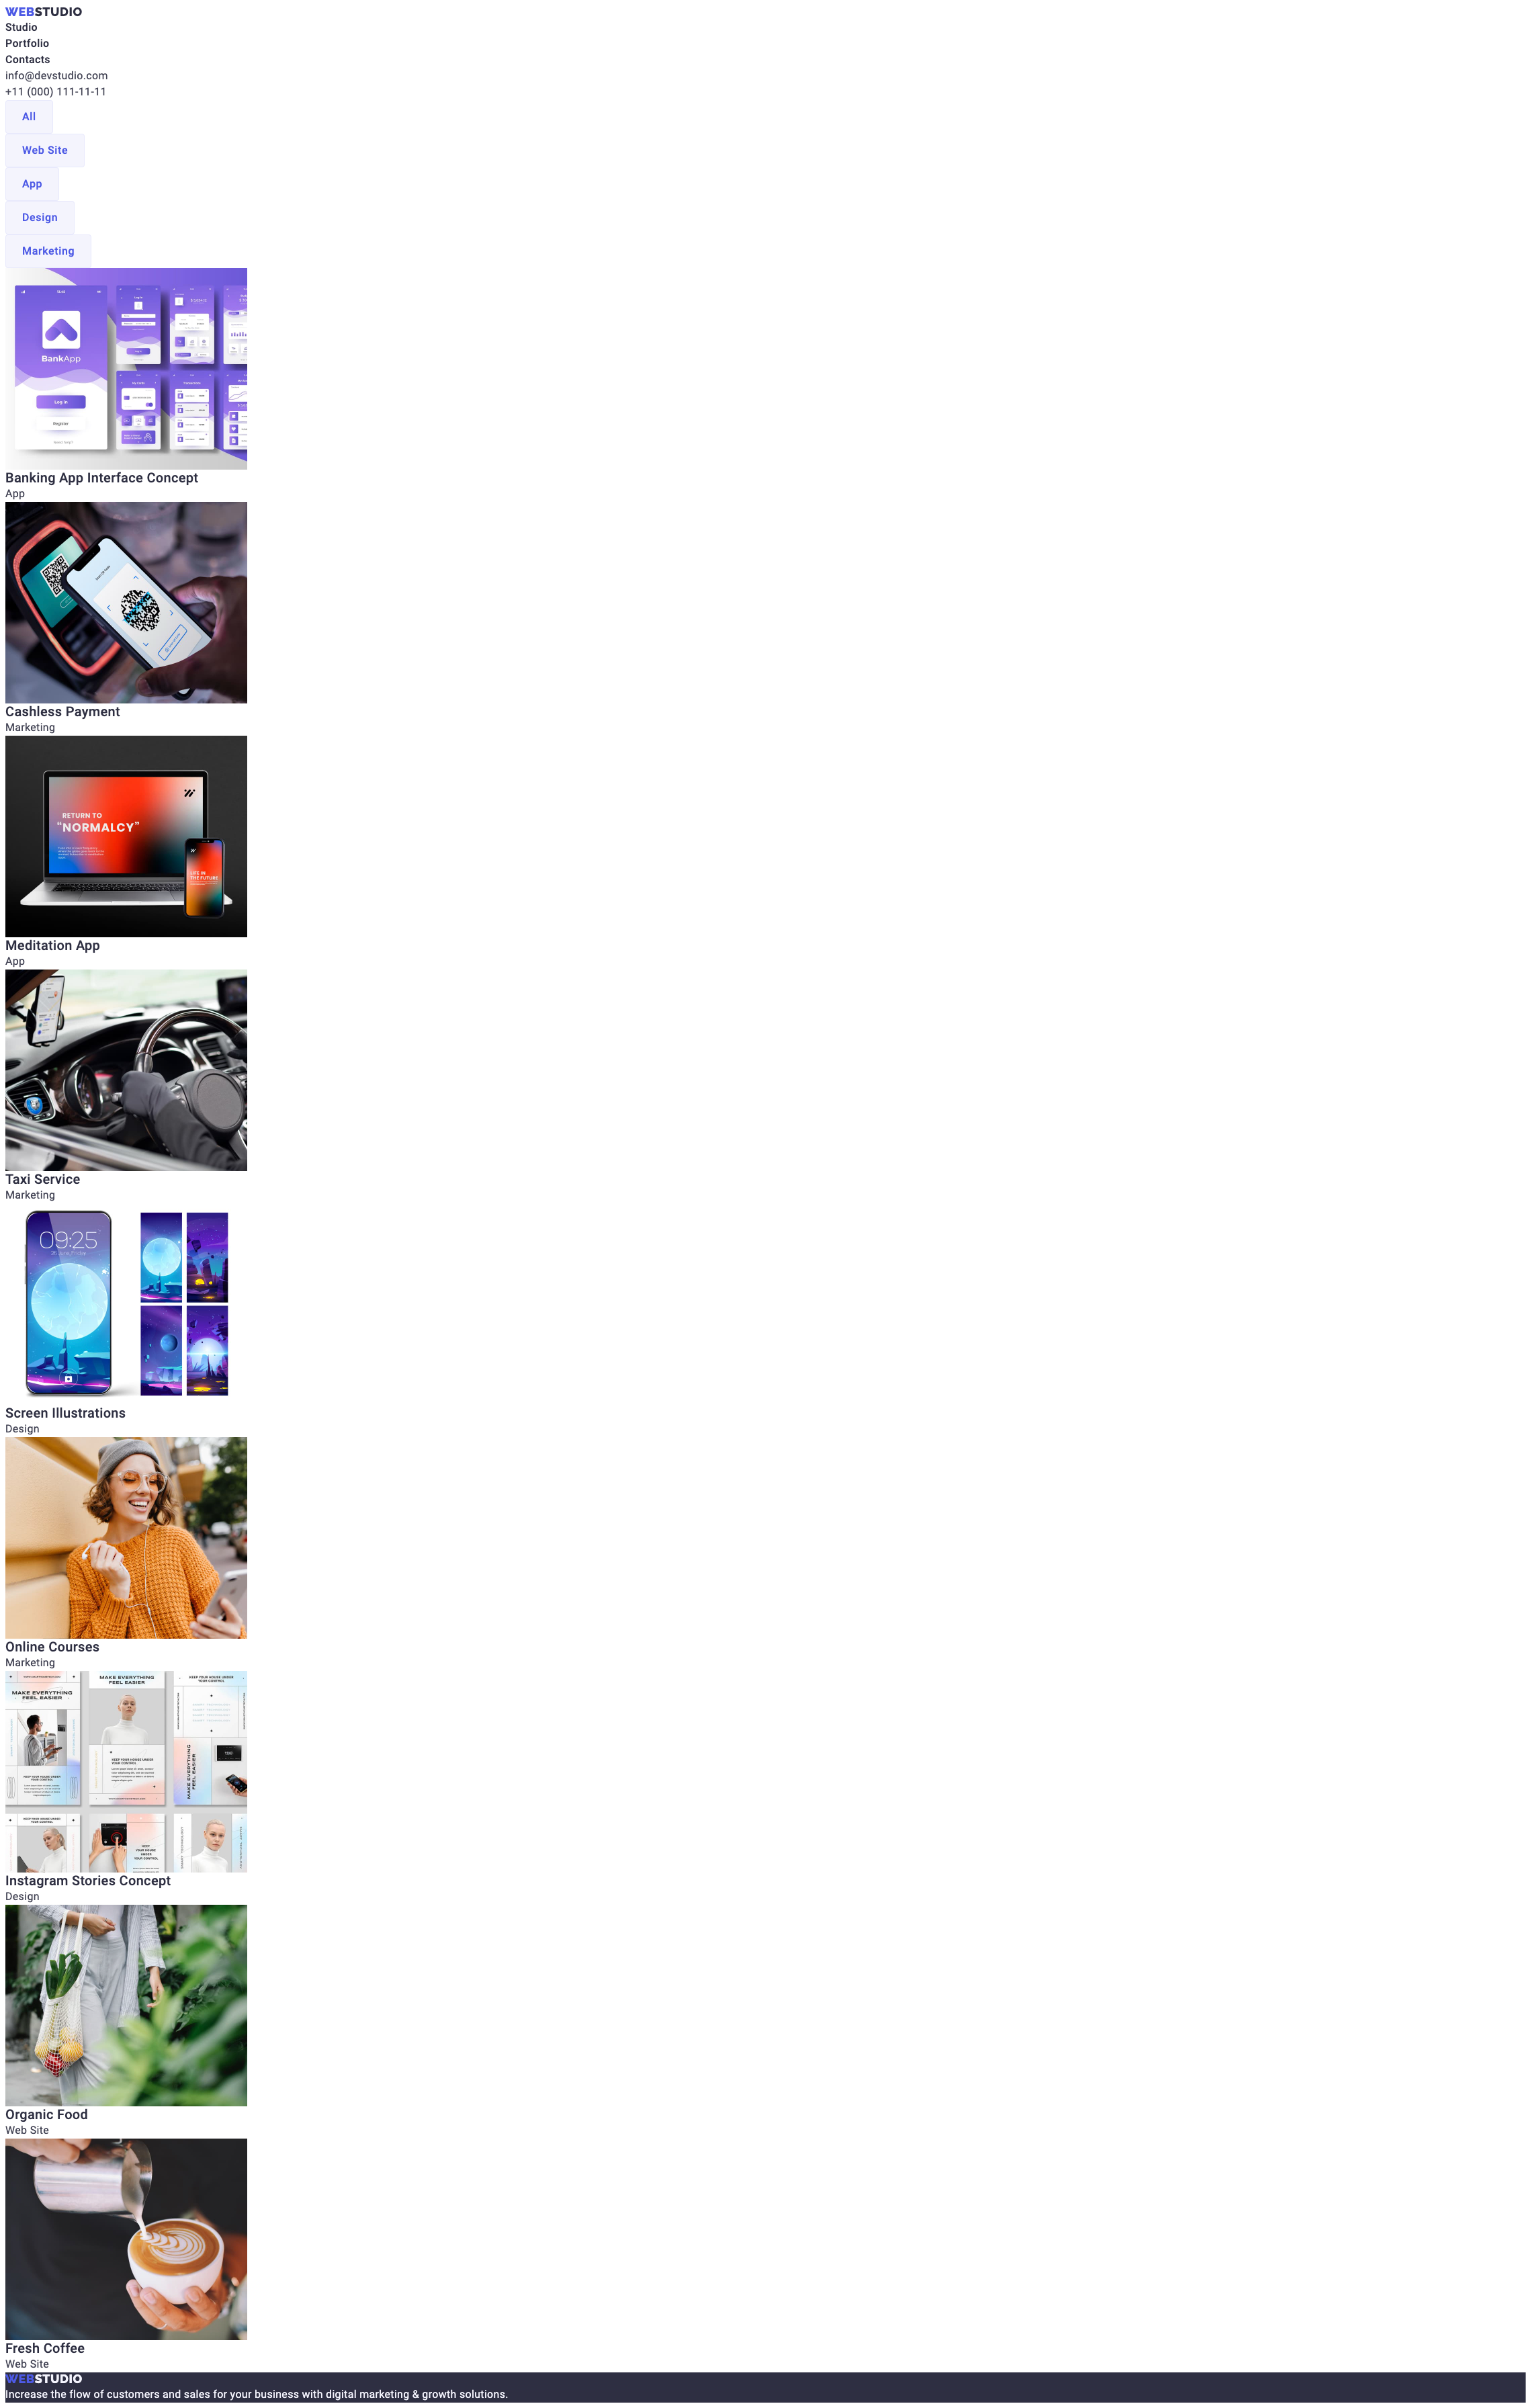 WEBSTUDIO
Studio
Portfolio
Contacts
info@devstudio.com
+11 (000) 111-11-11
All
Web Site
App
Design
Marketing
BankApp
Log In
Register
Banking App Interface Concept
App
Cashless Payment
Marketing
RETURN TO
"NORMALCY"
LIFE IN
THE FUTURE
Meditation App
App
Taxi Service
Marketing
09:25
Screen Illustrations
Design
Online Courses
Marketing
MAKE EVERYTHING
FEEL EASIER
MAKE EVERYTHING
FEEL EASIER
KEEP YOUR HOUSE UNDER
YOUR CONTROL
KEEP YOUR HOUSE UNDER
YOUR CONTROL
MAKE EVERYTHING
FEEL EASIER
KEEP YOUR HOUSE UNDER
YOUR CONTROL
KEEP YOUR HOUSE UNDER
YOUR CONTROL
KEEP
YOUR HOUSE
UNDER
YOUR CONTROL
Instagram Stories Concept
Design
Organic Food
Web Site
Fresh Coffee
Web Site
WEBSTUDIO
Increase the flow of customers and sales for your business with digital marketing & growth solutions.